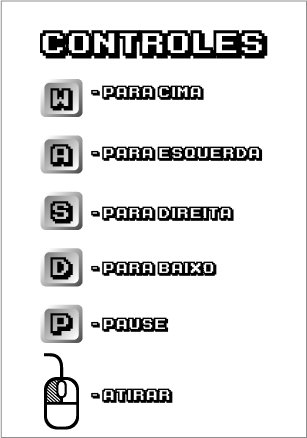 CONTROLES
W - PARA CIMA
A - PARA ESQUERDA
S - PARA DIREITA
D - PARA BAIXO
P - PAUSE
- ATIRAR